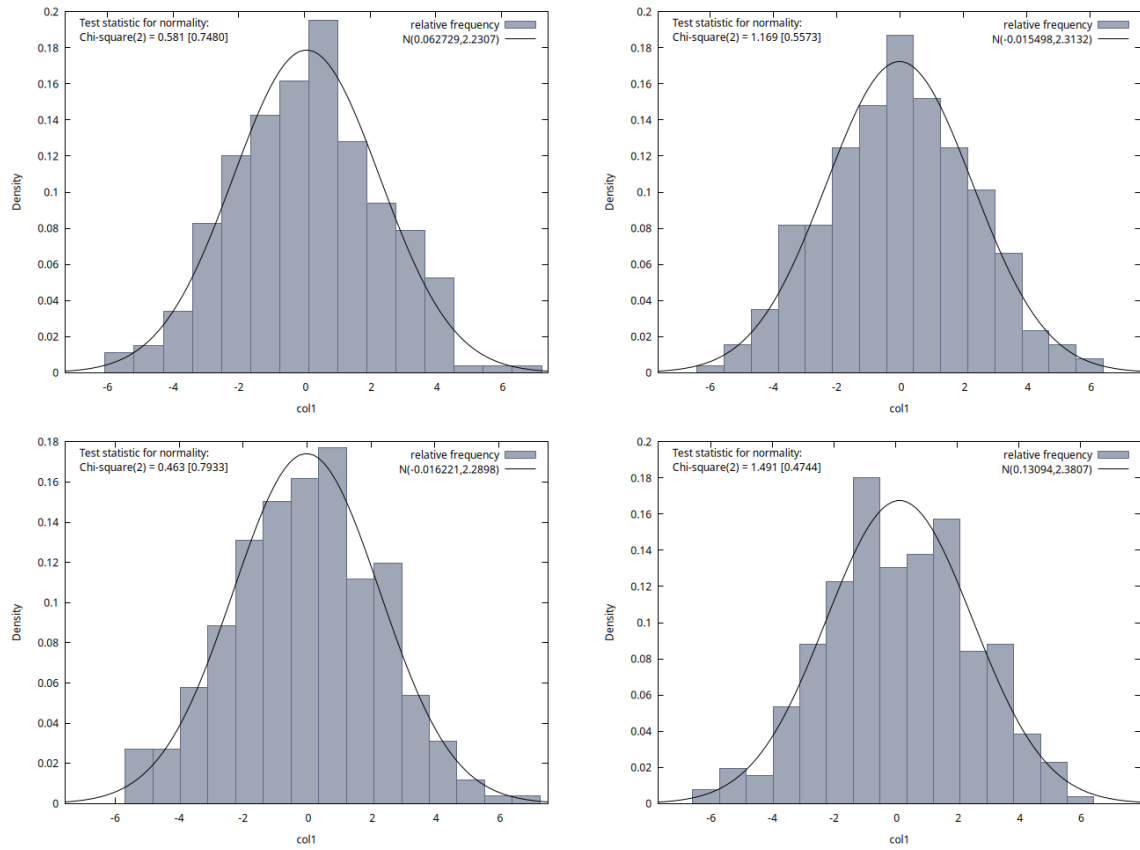 Test statistic for normality:
Chi-square(2) = 0.581 [0.7480]
relative frequency
N(0.062729,2.2307)
0.2
0.18
0.16
0.14
0.12
0.1
0.08
0.06
0.04
0.02
0
Density
-6 -4 -2 0 2 4 6
col1
Test statistic for normality:
Chi-square(2) = 1.169 [0.5573]
relative frequency
N(-0.015498,2.3132)
0.2
0.18
0.16
0.14
0.12
0.1
0.08
0.06
0.04
0.02
0
Density
-6 -4 -2 0 2 4 6
col1
Test statistic for normality:
Chi-square(2) = 0.463 [0.7933]
relative frequency
N(-0.016221,2.2898)
0.18
0.16
0.14
0.12
0.1
0.08
0.06
0.04
0.02
0
Density
-6 -4 -2 0 2 4 6
col1
Test statistic for normality:
Chi-square(2) = 1.491 [0.4744]
relative frequency
N(0.13094,2.3807)
0.2
0.18
0.16
0.14
0.12
0.1
0.08
0.06
0.04
0.02
0
Density
-6 -4 -2 0 2 4 6
col1